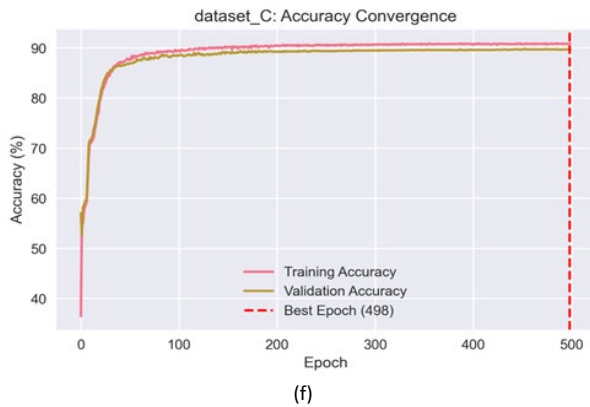 dataset_C: Accuracy Convergence
90
80
70
60
50
40
Accuracy (%)
Training Accuracy
Validation Accuracy
Best Epoch (498)
0 100 200 300 400 500
Epoch
(f)